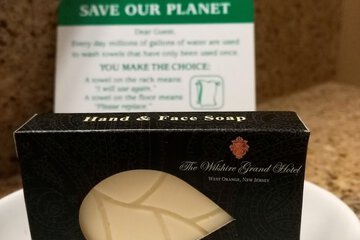 SAVE OUR PLANET
Dear Guest,
Every day millions of gallons of water are used
to wash towels that have only been used once.
YOU MAKE THE CHOICE:
A towel on the rack means
"I will use again."
A towel on the floor means:
"Please replace."
Hand & Face Soap
The Wilshire Grand Hotel
WEST ORANGE, NEW JERSEY